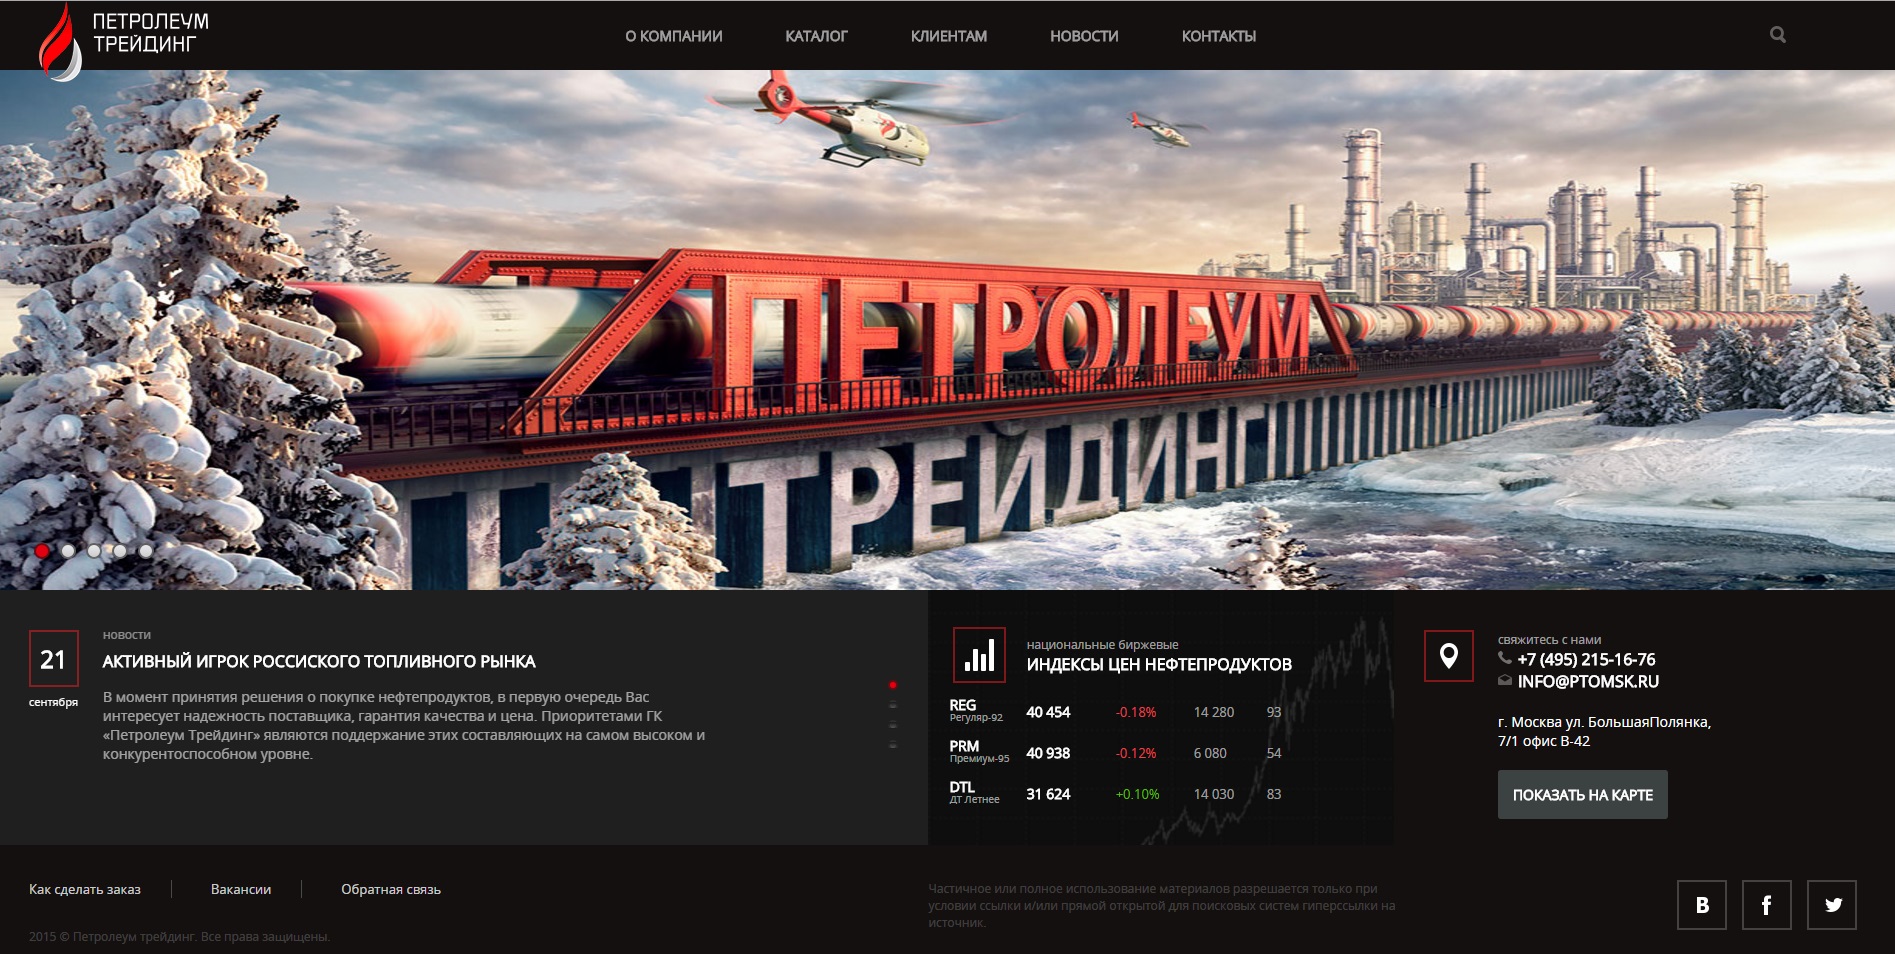 ПЕТРОЛЕУМ
ТРЕЙДИНГ
О КОМПАНИИ КАТАЛОГ КЛИЕНТАМ НОВОСТИ КОНТАКТЫ
ПЕТРОЛЕУМ
ТРЕЙДИНГ
21
сентября
новости
АКТИВНЫЙ ИГРОК РОССИСКОГО ТОПЛИВНОГО РЫНКА
В момент принятия решения о покупке нефтепродуктов, в первую очередь Вас
интересует надежность поставщика, гарантия качества и цена. Приоритетами ГК
«Петролеум Трейдинг» являются поддержание этих составляющих на самом высоком и
конкурентоспособном уровне.
национальные биржевые
ИНДЕКСЫ ЦЕН НЕФТЕПРОДУКТОВ
REG 40 454 -0.18% 14 280 93
Регуляр-92
PRM 40 938 -0.12% 6 080 54
Премиум-95
DTL 31 624 +0.10% 14 030 83
ДТ Летнее
свяжитесь с нами
+7 (495) 215-16-76
INFO@PTOMSK.RU
г. Москва ул. БольшаяПолянка,
7/1 офис В-42
ПОКАЗАТЬ НА КАРТЕ
Как сделать заказ Вакансии Обратная связь
2015 © Петролеум трейдинг. Все права защищены.
Частичное или полное использование материалов разрешается только при
условии ссылки и/или прямой открытой для поисковых систем гиперссылки на
источник.
В f